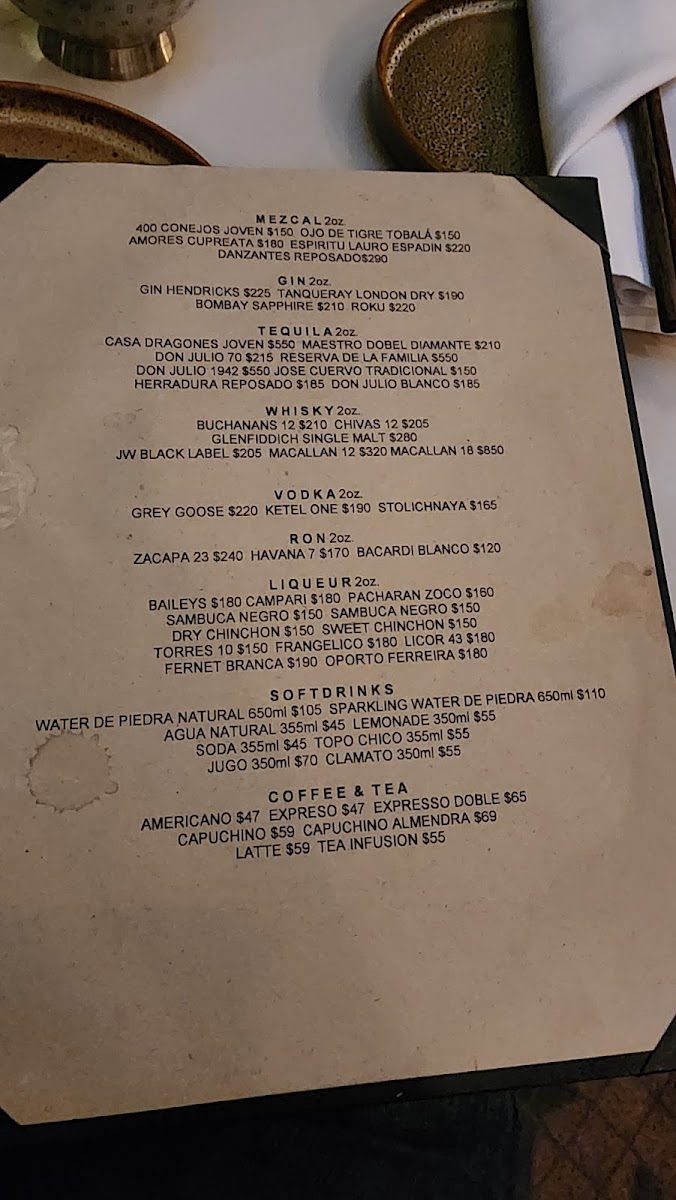 MEZCAL 2oz.
400 CONEJOS JOVEN $150 OJO DE TIGRE TOBALÁ $150
AMORES CUPREATA $180 ESPIRITU LAURO ESPADIN $220
DANZANTES REPOSADO$290
GIN 2oz.
GIN HENDRICKS $225 TANQUERAY LONDON DRY $190
BOMBAY SAPPHIRE $210 ROKU $220
TEQUILA 2oz.
CASA DRAGONES JOVEN $550 MAESTRO DOBEL DIAMANTE $210
DON JULIO 70 $215 RESERVA DE LA FAMILIA $550
DON JULIO 1942 $550 JOSE CUERVO TRADICIONAL $150
HERRADURA REPOSADO $185 DON JULIO BLANCO $185
WHISKY 2oz.
BUCHANANS 12 $210 CHIVAS 12 $205
GLENFIDDICH SINGLE MALT $280
JW BLACK LABEL $205 MACALLAN 12 $320 MACALLAN 18 $850
VODKA 2oz.
GREY GOOSE $220 KETEL ONE $190 STOLICHNAYA $165
RON 2oz.
ZACAPA 23 $240 HAVANA 7 $170 BACARDI BLANCO $120
LIQUEUR 2oz.
BAILEYS $180 CAMPARI $180 PACHARAN ZOCO $160
SAMBUCA NEGRO $150 SAMBUCA NEGRO $150
DRY CHINCHON $150 SWEET CHINCHON $150
TORRES 10 $150 FRANGELICO $180 LICOR 43 $180
FERNET BRANCA $190 OPORTO FERREIRA $180
SOFTDRINKS
WATER DE PIEDRA NATURAL 650ml $105 SPARKLING WATER DE PIEDRA 650ml $110
AGUA NATURAL 355ml $45 LEMONADE 350ml $55
SODA 355ml $45 TOPO CHICO 355ml $55
JUGO 350ml $70 CLAMATO 350ml $55
COFFEE & TEA
AMERICANO $47 EXPRESO $47 EXPRESSO DOBLE $65
CAPUCHINO $59 CAPUCHINO ALMENDRA $69
LATTE $59 TEA INFUSION $55